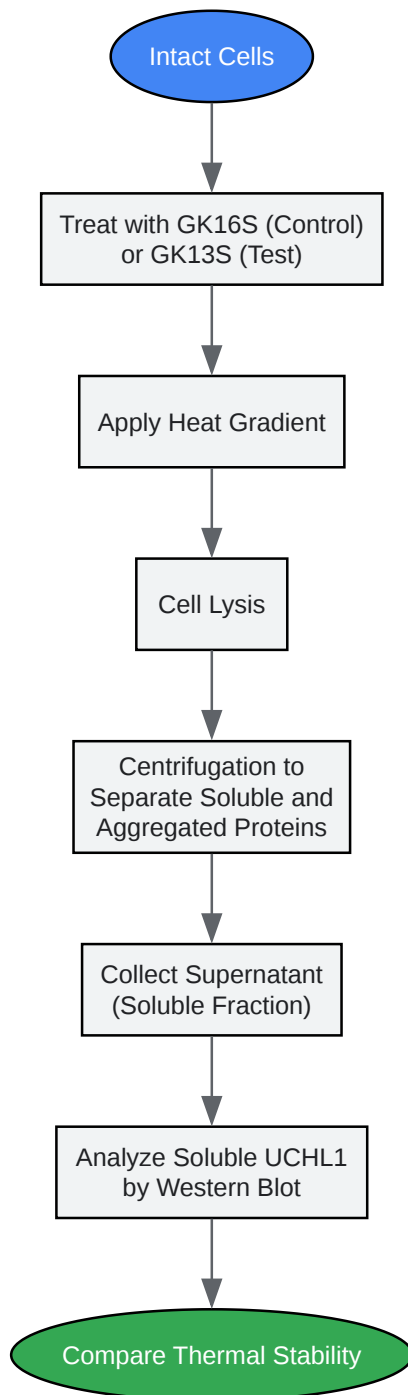 Intact Cells
Treat with GK16S (Control)
or GK13S (Test)
Apply Heat Gradient
Cell Lysis
Centrifugation to
Separate Soluble and
Aggregated Proteins
Collect Supernatant
(Soluble Fraction)
Analyze Soluble UCHL1
by Western Blot
Compare Thermal Stability